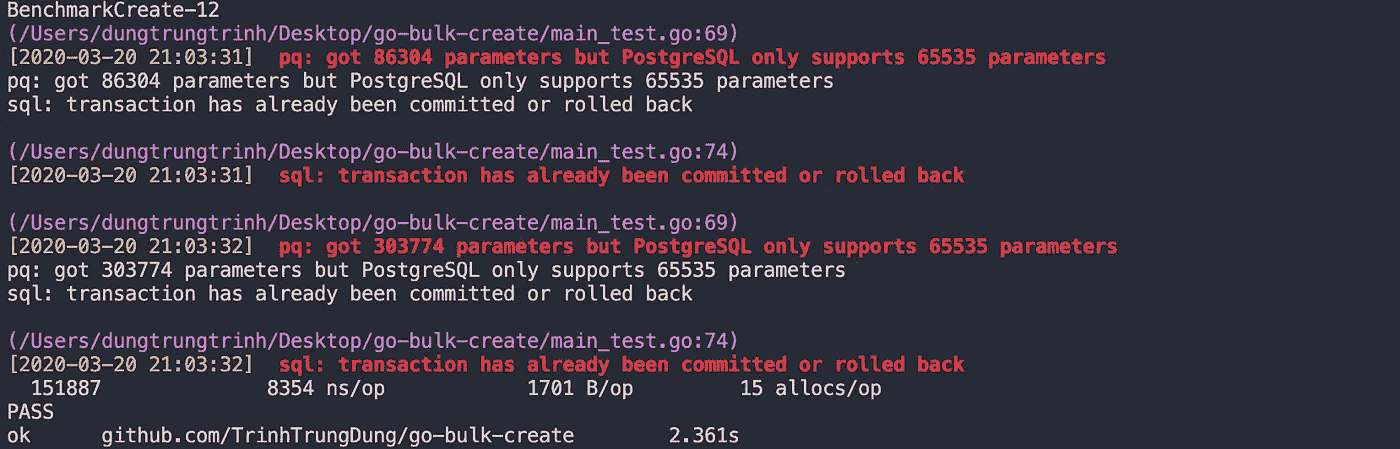 BenchmarkCreate-12
(/Users/dungtrungtrinh/Desktop/go-bulk-create/main_test.go:69)
[2020-03-20 21:03:31]  pq: got 86304 parameters but PostgreSQL only supports 65535 parameters
pq: got 86304 parameters but PostgreSQL only supports 65535 parameters
sql: transaction has already been committed or rolled back
(/Users/dungtrungtrinh/Desktop/go-bulk-create/main_test.go:74)
[2020-03-20 21:03:31]  sql: transaction has already been committed or rolled back
(/Users/dungtrungtrinh/Desktop/go-bulk-create/main_test.go:69)
[2020-03-20 21:03:32]  pq: got 303774 parameters but PostgreSQL only supports 65535 parameters
pq: got 303774 parameters but PostgreSQL only supports 65535 parameters
sql: transaction has already been committed or rolled back
(/Users/dungtrungtrinh/Desktop/go-bulk-create/main_test.go:74)
[2020-03-20 21:03:32]  sql: transaction has already been committed or rolled back
151887 8354 ns/op 1701 B/op 15 allocs/op
PASS
ok github.com/TrinhTrungDung/go-bulk-create 2.361s